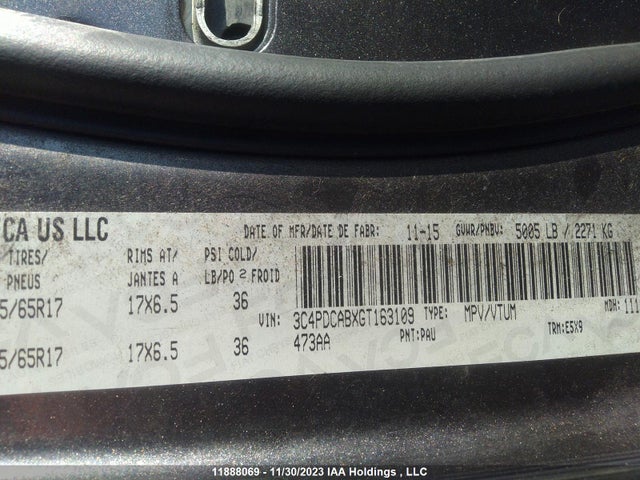 CA US LLC DATE OF MFR/DATE DE FABR: 11-15 GVWR/PNBV: 5005 LB / 2271 KG
TIRES/ RIMS AT/ PSI COLD/
PNEUS JANTES A LB/PO 2 FROID
5/65R17 17X6.5 36
VIN: 3C4PDCABXGT163109 TYPE: MPV/VTUM MDH: 111
5/65R17 17X6.5 36 473AA PNT:PAU TRM:E5X9
11888069 - 11/30/2023 IAA Holdings , LLC